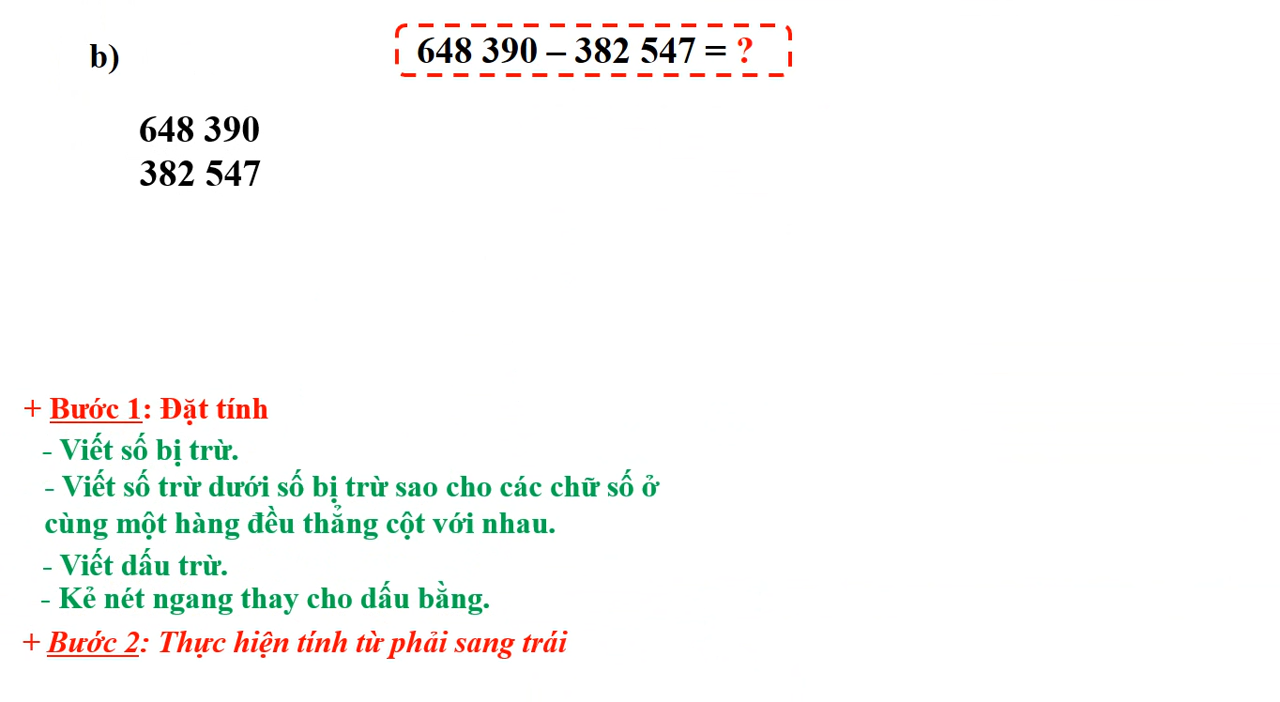 b)
648 390 – 382 547 = ?
648 390
382 547
+ Bước 1: Đặt tính
- Viết số bị trừ.
- Viết số trừ dưới số bị trừ sao cho các chữ số ở
cùng một hàng đều thẳng cột với nhau.
- Viết dấu trừ.
- Kẻ nét ngang thay cho dấu bằng.
+ Bước 2: Thực hiện tính từ phải sang trái